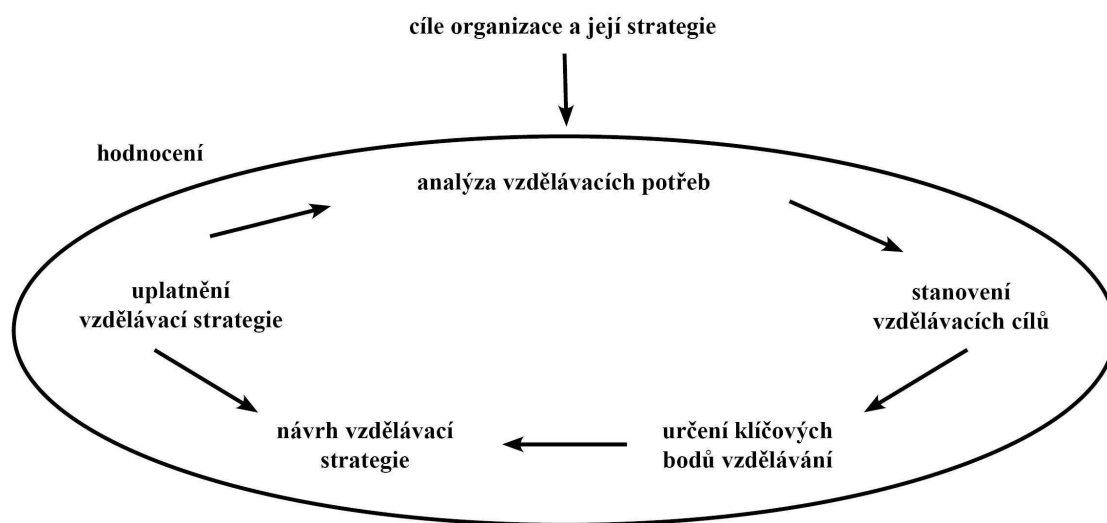 cíle organizace a její strategie
hodnocení
analýza vzdělávacích potřeb
uplatnění
vzdělávací strategie
stanovení
vzdělávacích cílů
návrh vzdělávací
strategie
určení klíčových
bodů vzdělávání